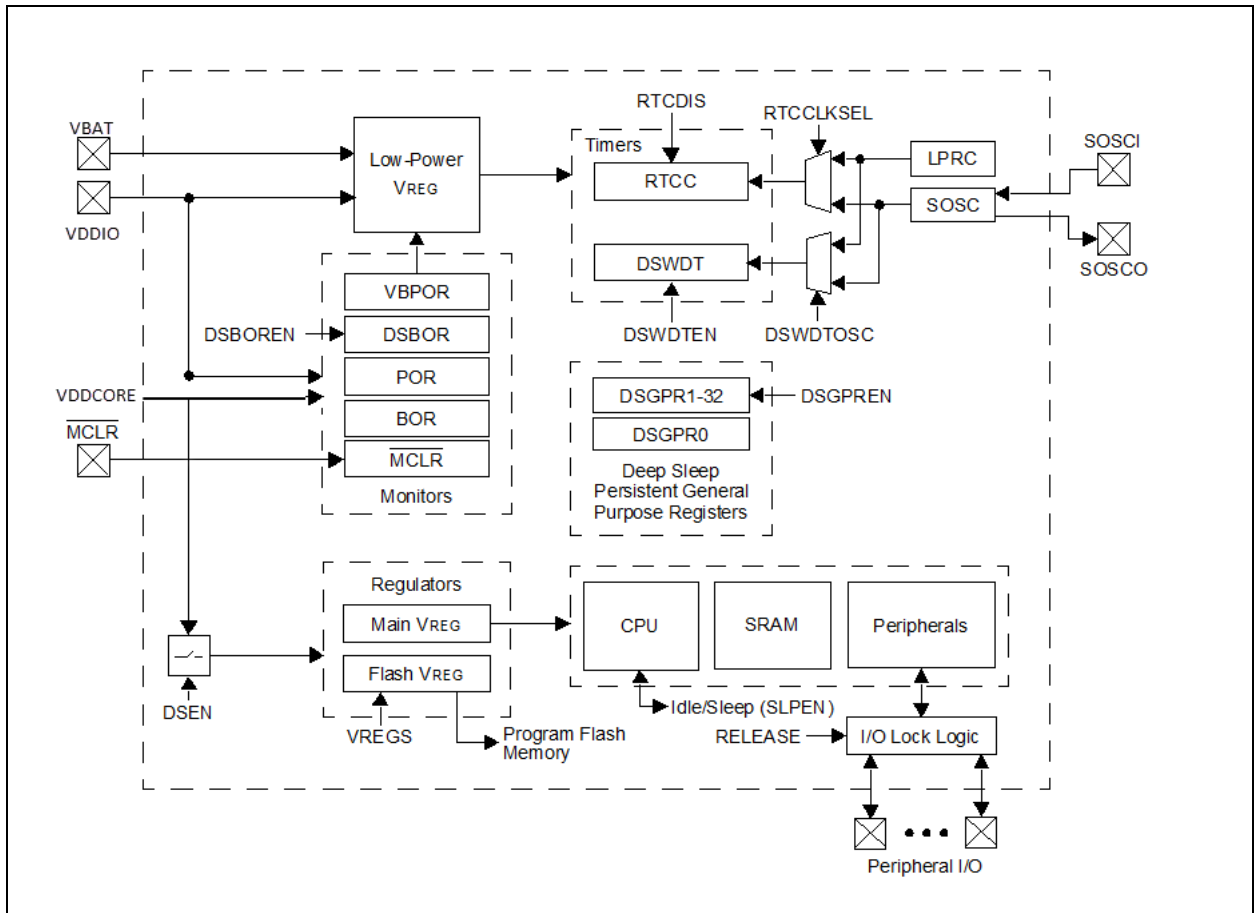 RTCDIS
RTCCLKSEL
VBAT
Low-Power
VREG
Timers
RTCC
LPRC
SOSCI
SOSC
VDDIO
SOSCO
DSWDT
VBPOR
DSBOREN
DSBOR
DSWDTEN
DSWDTOSC
POR
VDDCORE
DSGPR1-32
DSGPREN
BOR
DSGPR0
MCLR
MCLR
Monitors
Deep Sleep
Persistent General
Purpose Registers
Regulators
Main VREG
CPU
SRAM
Peripherals
Flash VREG
DSEN
VREGS
Program Flash
Memory
Idle/Sleep (SLPEN)
RELEASE
I/O Lock Logic
Peripheral I/O